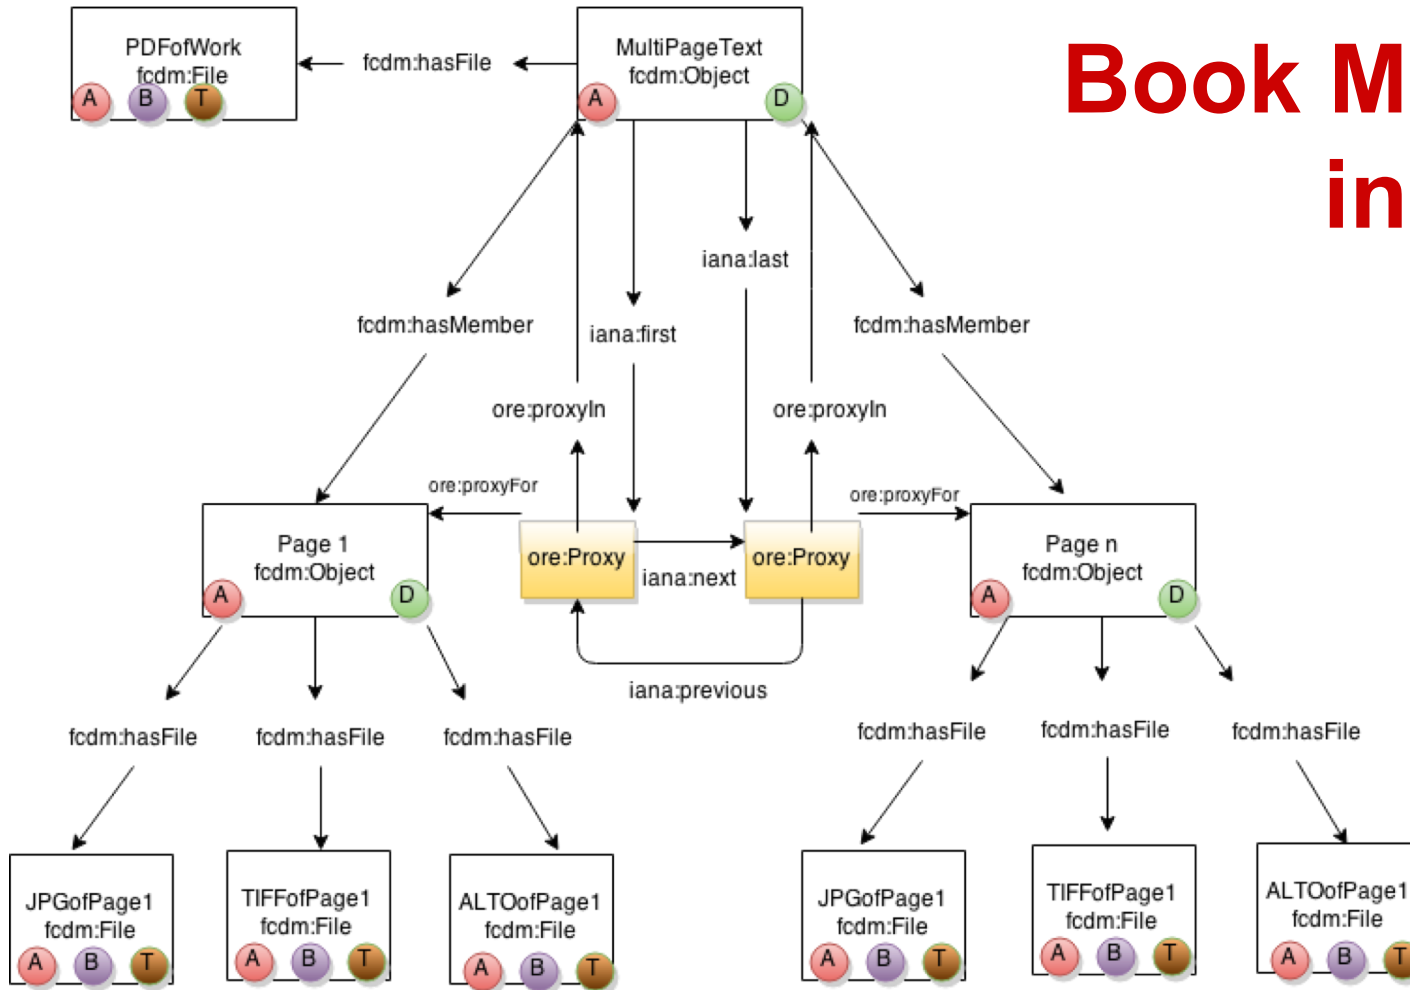 Book M
in
PDFofWork
fcdm:File
A
B
T
fcdm:hasFile
MultiPageText
fcdm:Object
A
D
iana:last
fcdm:hasMember
iana:first
fcdm:hasMember
ore:proxyIn
ore:proxyIn
ore:proxyFor
ore:proxyFor
Page 1
fcdm:Object
A
D
ore:Proxy
iana:next
ore:Proxy
Page n
fcdm:Object
A
D
iana:previous
fcdm:hasFile
fcdm:hasFile
fcdm:hasFile
fcdm:hasFile
fcdm:hasFile
fcdm:hasFile
JPGofPage1
fcdm:File
A
B
T
TIFFofPage1
fcdm:File
A
B
T
ALTOofPage1
fcdm:File
A
B
T
JPGofPage1
fcdm:File
A
B
T
TIFFofPage1
fcdm:File
A
B
T
ALTOofPage1
fcdm:File
A
B
T